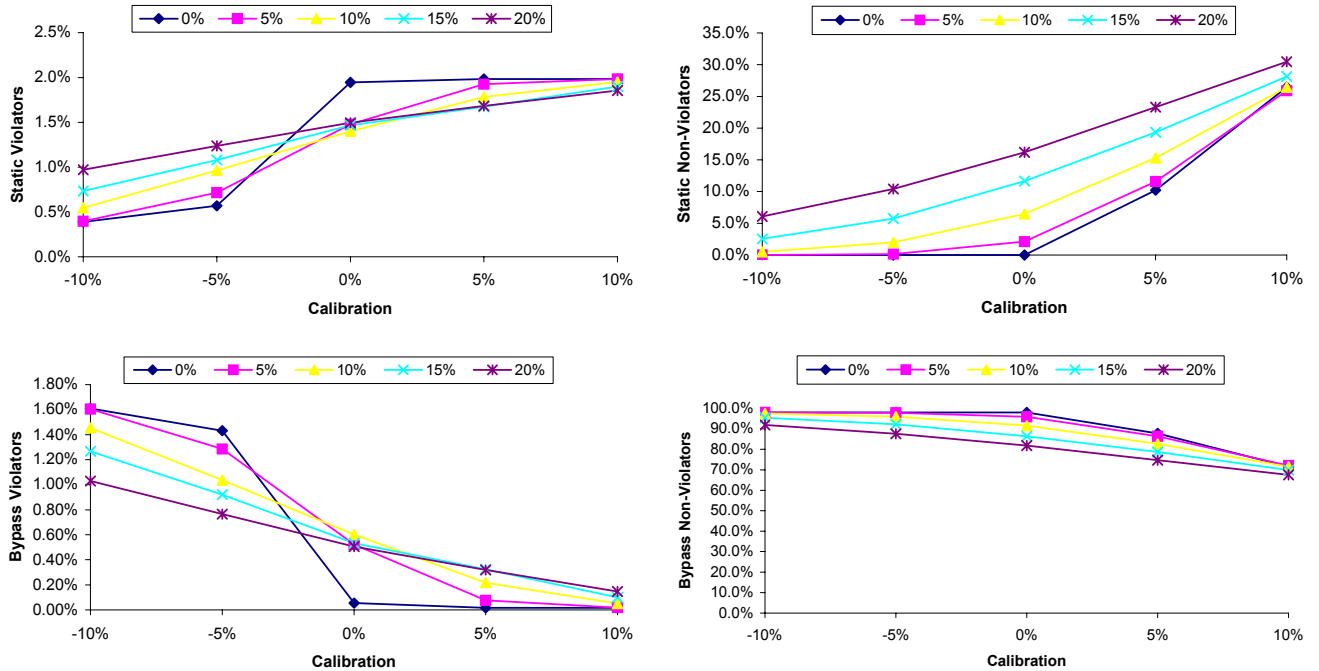 0% 5% 10% 15% 20%
2.5%
2.0%
1.5%
1.0%
0.5%
0.0%
Static Violators
-10% -5% 0% 5% 10%
Calibration
0% 5% 10% 15% 20%
35.0%
30.0%
25.0%
20.0%
15.0%
10.0%
5.0%
0.0%
Static Non-Violators
-10% -5% 0% 5% 10%
Calibration
0% 5% 10% 15% 20%
1.80%
1.60%
1.40%
1.20%
1.00%
0.80%
0.60%
0.40%
0.20%
0.00%
Bypass Violators
-10% -5% 0% 5% 10%
Calibration
0% 5% 10% 15% 20%
100.0%
90.0%
80.0%
70.0%
60.0%
50.0%
40.0%
30.0%
20.0%
10.0%
0.0%
Bypass Non-Violators
-10% -5% 0% 5% 10%
Calibration